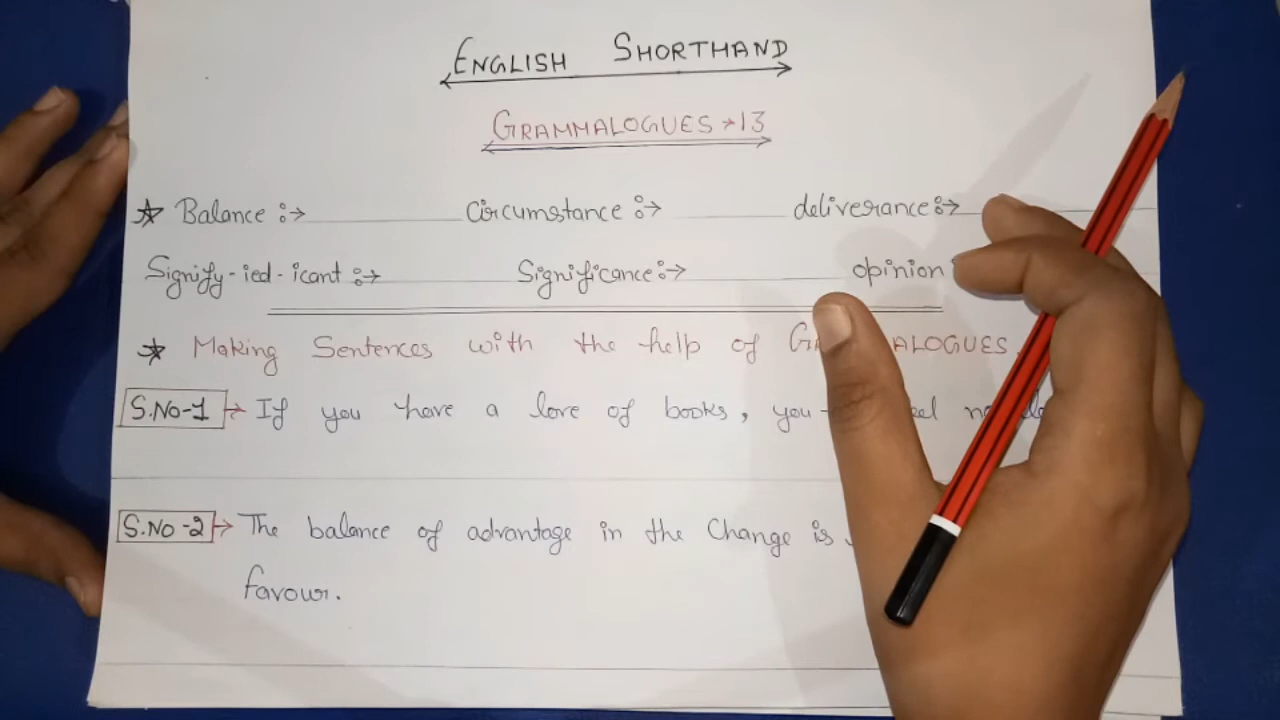 ENGLISH SHORTHAND
GRAMMALOGUES → 13
☆ Balance :→ Circumstance :→ deliverance :→
Signify-ied-icant :→ Significance :→ opinion
☆ Making Sentences with the help of GRAMMALOGUES.
S.No-1 → If you have a love of books, you
S.No-2 → The balance of advantage in the Change is
favour.